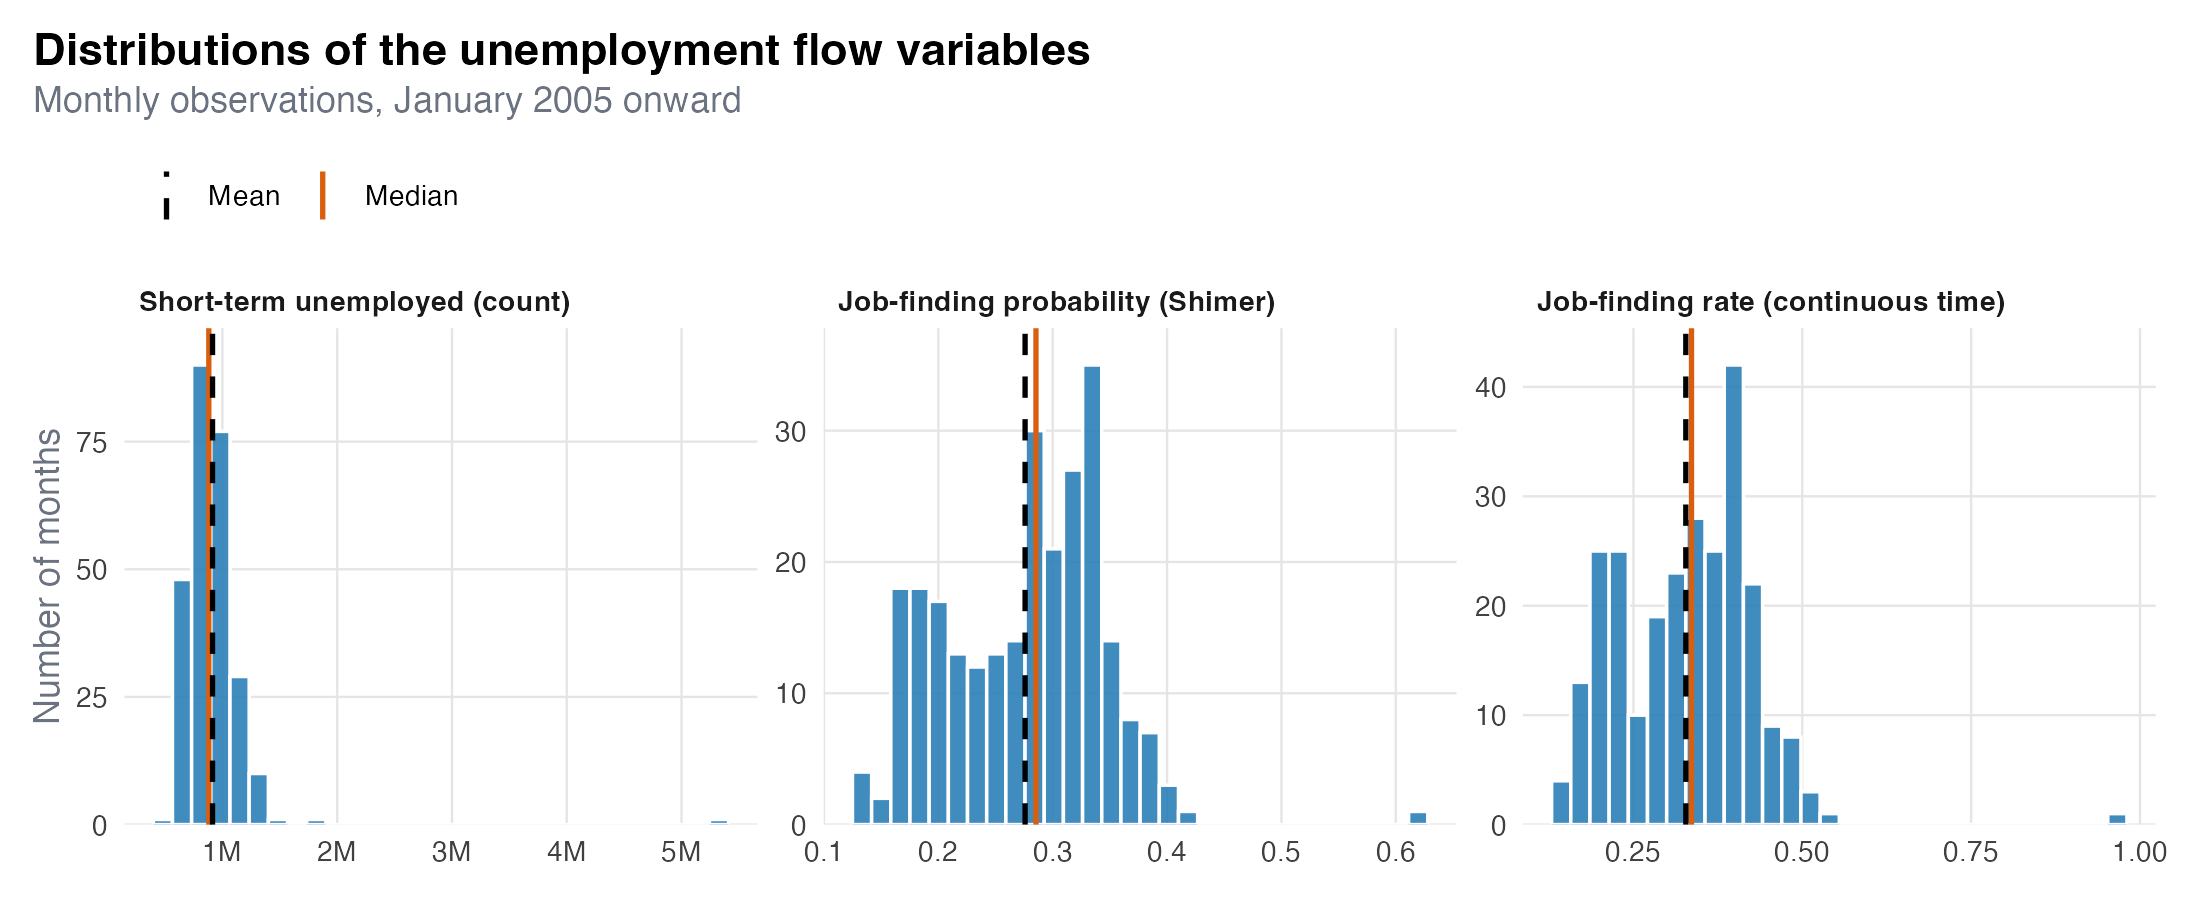 Distributions of the unemployment flow variables
Monthly observations, January 2005 onward
Mean Median
Short-term unemployed (count)
Job-finding probability (Shimer)
Job-finding rate (continuous time)
Number of months
75
50
25
0
1M 2M 3M 4M 5M
30
20
10
0
0.1 0.2 0.3 0.4 0.5 0.6
40
30
20
10
0
0.25 0.50 0.75 1.00